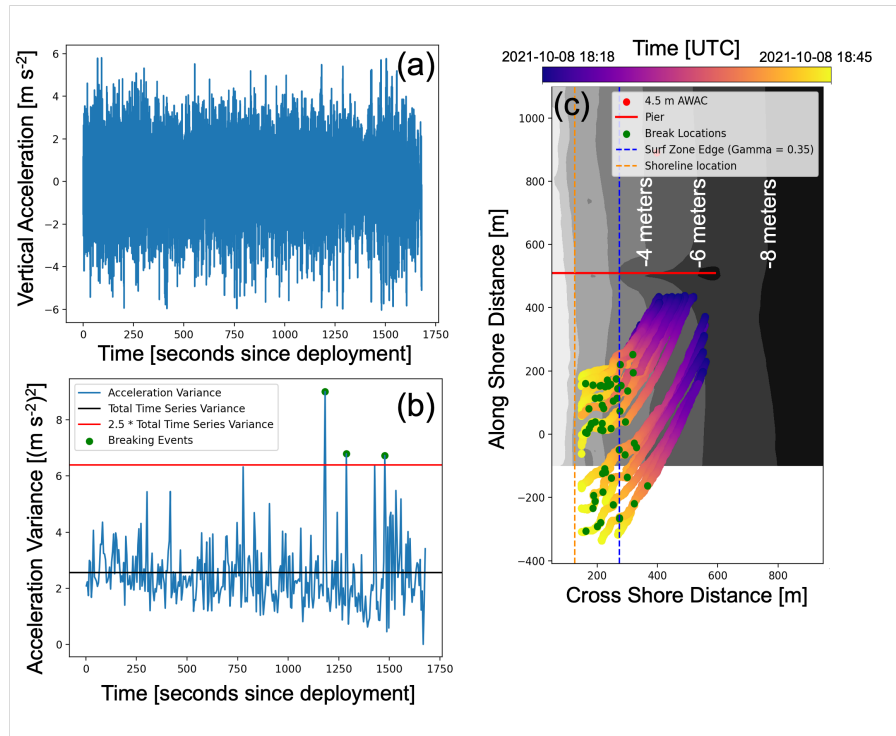 (a)
Vertical Acceleration [m s⁻²]
6
4
2
0
−2
−4
−6
0 250 500 750 1000 1250 1500 1750
Time [seconds since deployment]
(b)
Acceleration Variance
Total Time Series Variance
2.5 * Total Time Series Variance
Breaking Events
Acceleration Variance [(m s⁻²)²]
8
6
4
2
0
0 250 500 750 1000 1250 1500 1750
Time [seconds since deployment]
Time [UTC]
2021-10-08 18:18 2021-10-08 18:45
(c)
4.5 m AWAC
Pier
Break Locations
Surf Zone Edge (Gamma = 0.35)
Shoreline location
-4 meters
-6 meters
-8 meters
Along Shore Distance [m]
1000
800
600
400
200
0
−200
−400
200 400 600 800
Cross Shore Distance [m]